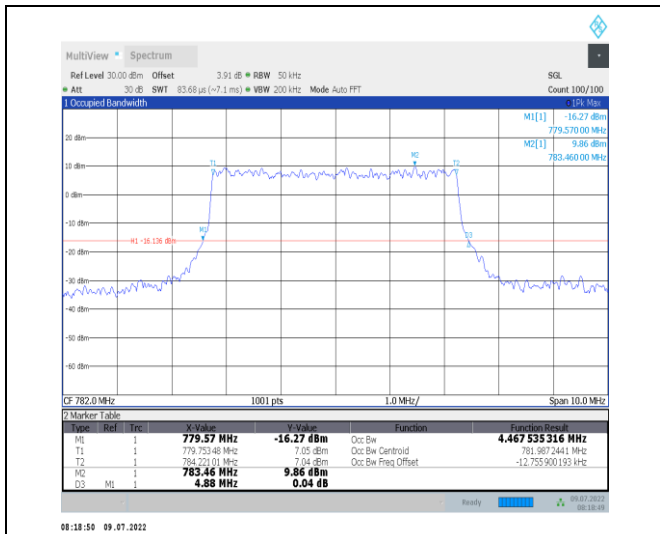 MultiView Spectrum
Ref Level 30.00 dBm Offset 3.91 dB RBW 50 kHz SGL
Att 30 dB SWT 83.68 µs (~7.1 ms) VBW 200 kHz Mode Auto FFT Count 100/100
1 Occupied Bandwidth 1Pk Max
M1[1] -16.27 dBm
779.57000 MHz
M2[1] 9.86 dBm
783.46000 MHz
20 dBm
M2
T1 T2
10 dBm
0 dBm
-10 dBm
M1
H1 -16.136 dBm D3
-20 dBm
-30 dBm
-40 dBm
-50 dBm
-60 dBm
CF 782.0 MHz 1001 pts 1.0 MHz/ Span 10.0 MHz
2 Marker Table
Type Ref Trc X-Value Y-Value Function Function Result
M1 1 779.57 MHz -16.27 dBm Occ Bw 4.467 535 316 MHz
T1 1 779.753 48 MHz 7.05 dBm Occ Bw Centroid 781.987 244 1 MHz
T2 1 784.221 01 MHz 7.04 dBm Occ Bw Freq Offset -12.755 900 193 kHz
M2 1 783.46 MHz 9.86 dBm
D3 M1 1 4.88 MHz 0.04 dB
Ready 09.07.2022
08:18:49
08:18:50 09.07.2022